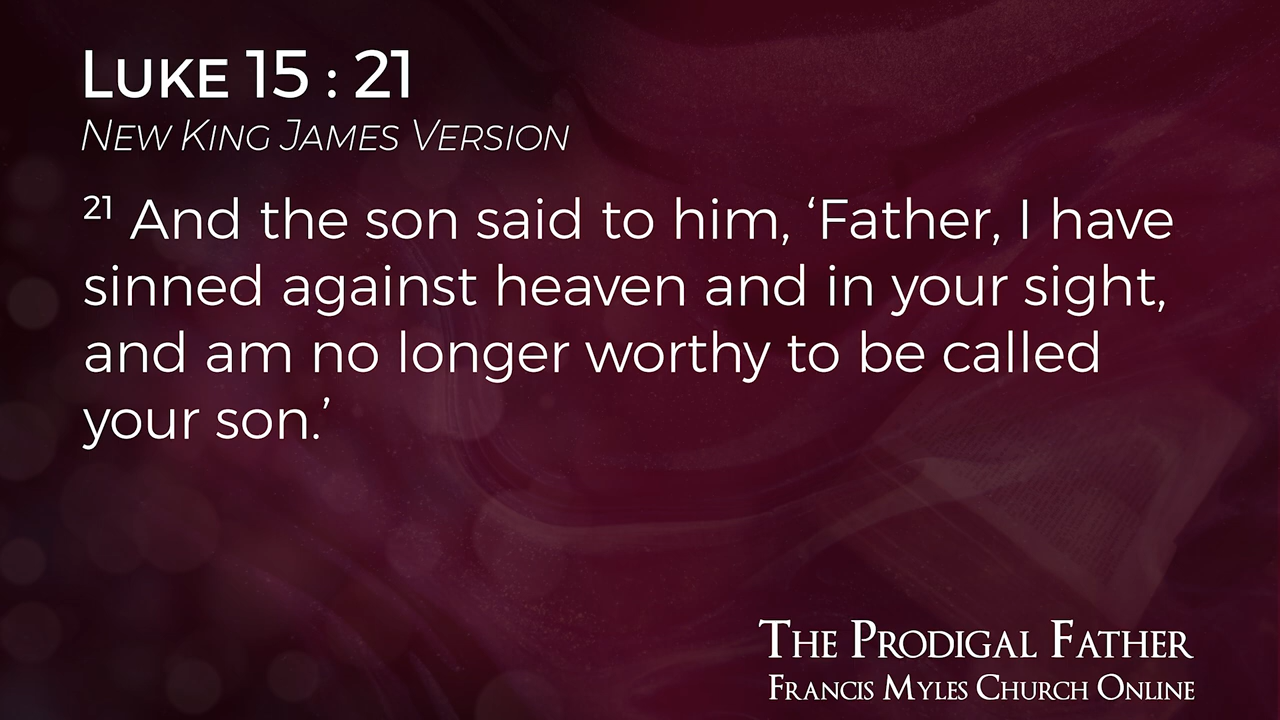 Luke 15 : 21
New King James Version
21 And the son said to him, ‘Father, I have
sinned against heaven and in your sight,
and am no longer worthy to be called
your son.’
The Prodigal Father
Francis Myles Church Online